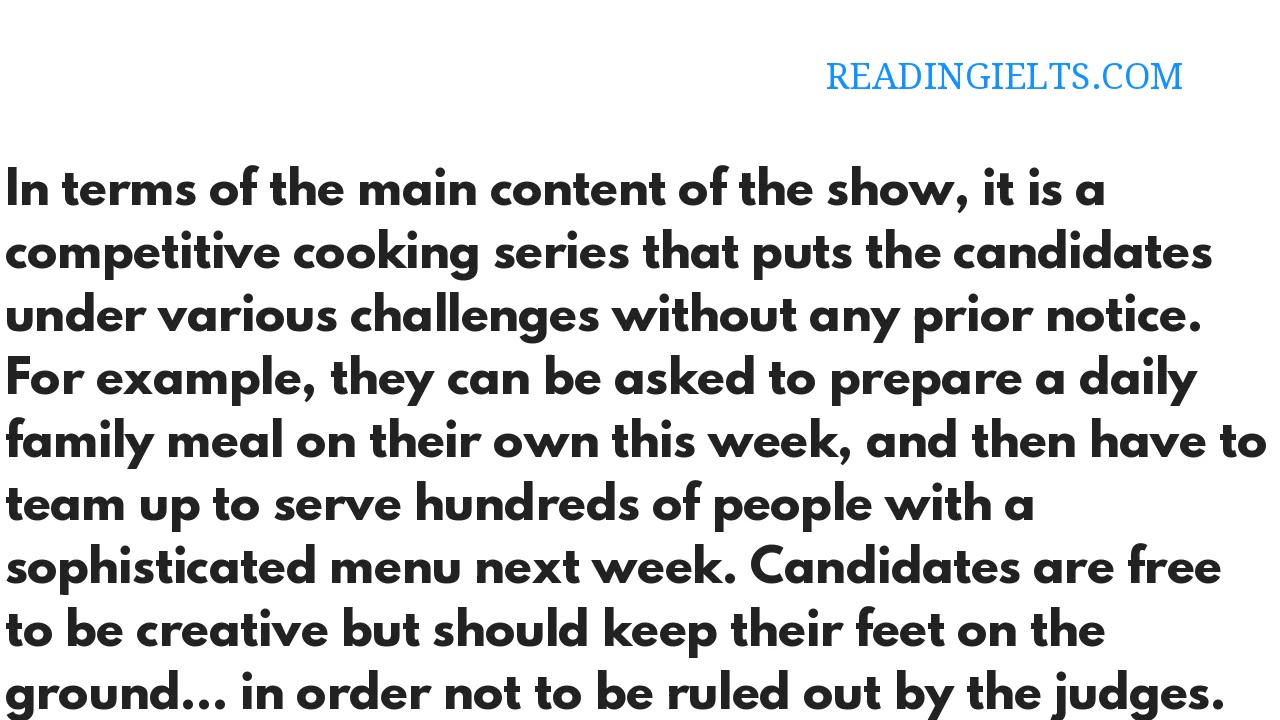 READINGIELTS.COM
In terms of the main content of the show, it is a
competitive cooking series that puts the candidates
under various challenges without any prior notice.
For example, they can be asked to prepare a daily
family meal on their own this week, and then have to
team up to serve hundreds of people with a
sophisticated menu next week. Candidates are free
to be creative but should keep their feet on the
ground... in order not to be ruled out by the judges.